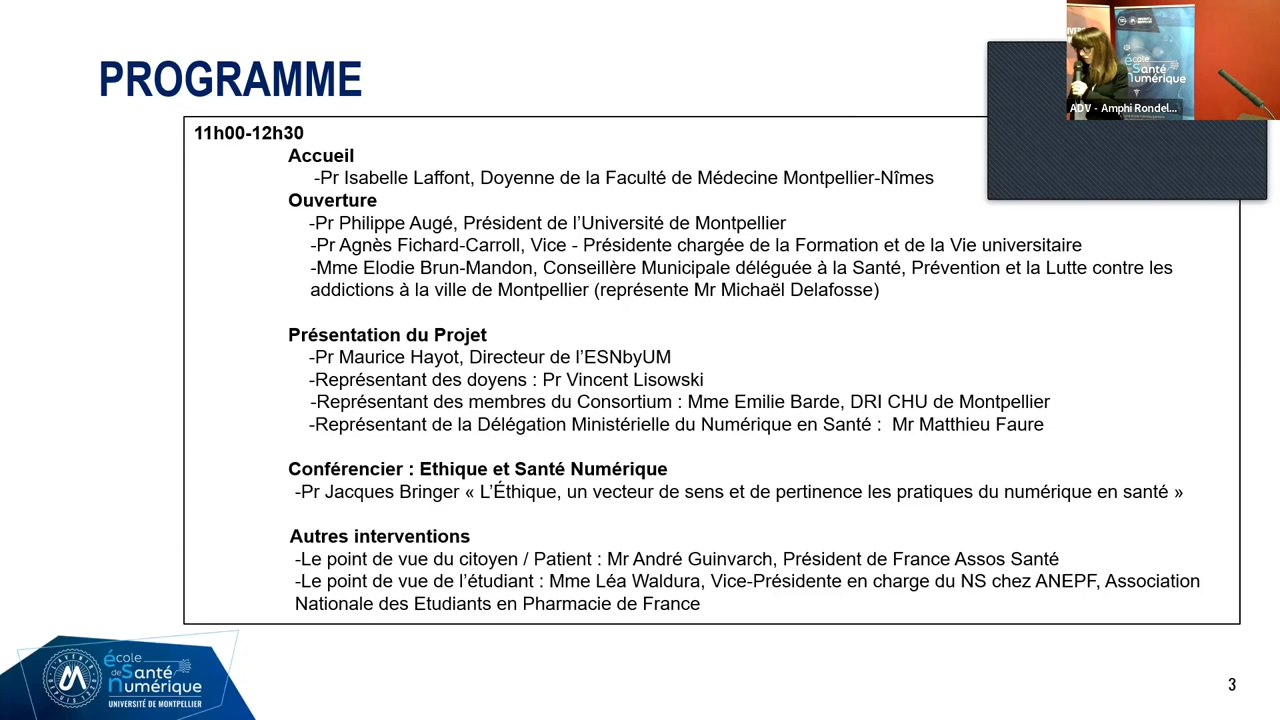 PROGRAMME
école
Santé
Numérique
ADV - Amphi Rondel...
11h00-12h30
Accueil
-Pr Isabelle Laffont, Doyenne de la Faculté de Médecine Montpellier-Nîmes
Ouverture
-Pr Philippe Augé, Président de l’Université de Montpellier
-Pr Agnès Fichard-Carroll, Vice - Présidente chargée de la Formation et de la Vie universitaire
-Mme Elodie Brun-Mandon, Conseillère Municipale déléguée à la Santé, Prévention et la Lutte contre les
addictions à la ville de Montpellier (représente Mr Michaël Delafosse)
Présentation du Projet
-Pr Maurice Hayot, Directeur de l’ESNbyUM
-Représentant des doyens : Pr Vincent Lisowski
-Représentant des membres du Consortium : Mme Emilie Barde, DRI CHU de Montpellier
-Représentant de la Délégation Ministérielle du Numérique en Santé : Mr Matthieu Faure
Conférencier : Ethique et Santé Numérique
-Pr Jacques Bringer « L’Éthique, un vecteur de sens et de pertinence les pratiques du numérique en santé »
Autres interventions
-Le point de vue du citoyen / Patient : Mr André Guinvarch, Président de France Assos Santé
-Le point de vue de l’étudiant : Mme Léa Waldura, Vice-Présidente en charge du NS chez ANEPF, Association
Nationale des Etudiants en Pharmacie de France
école
de Santé
numérique
UNIVERSITÉ DE MONTPELLIER
3